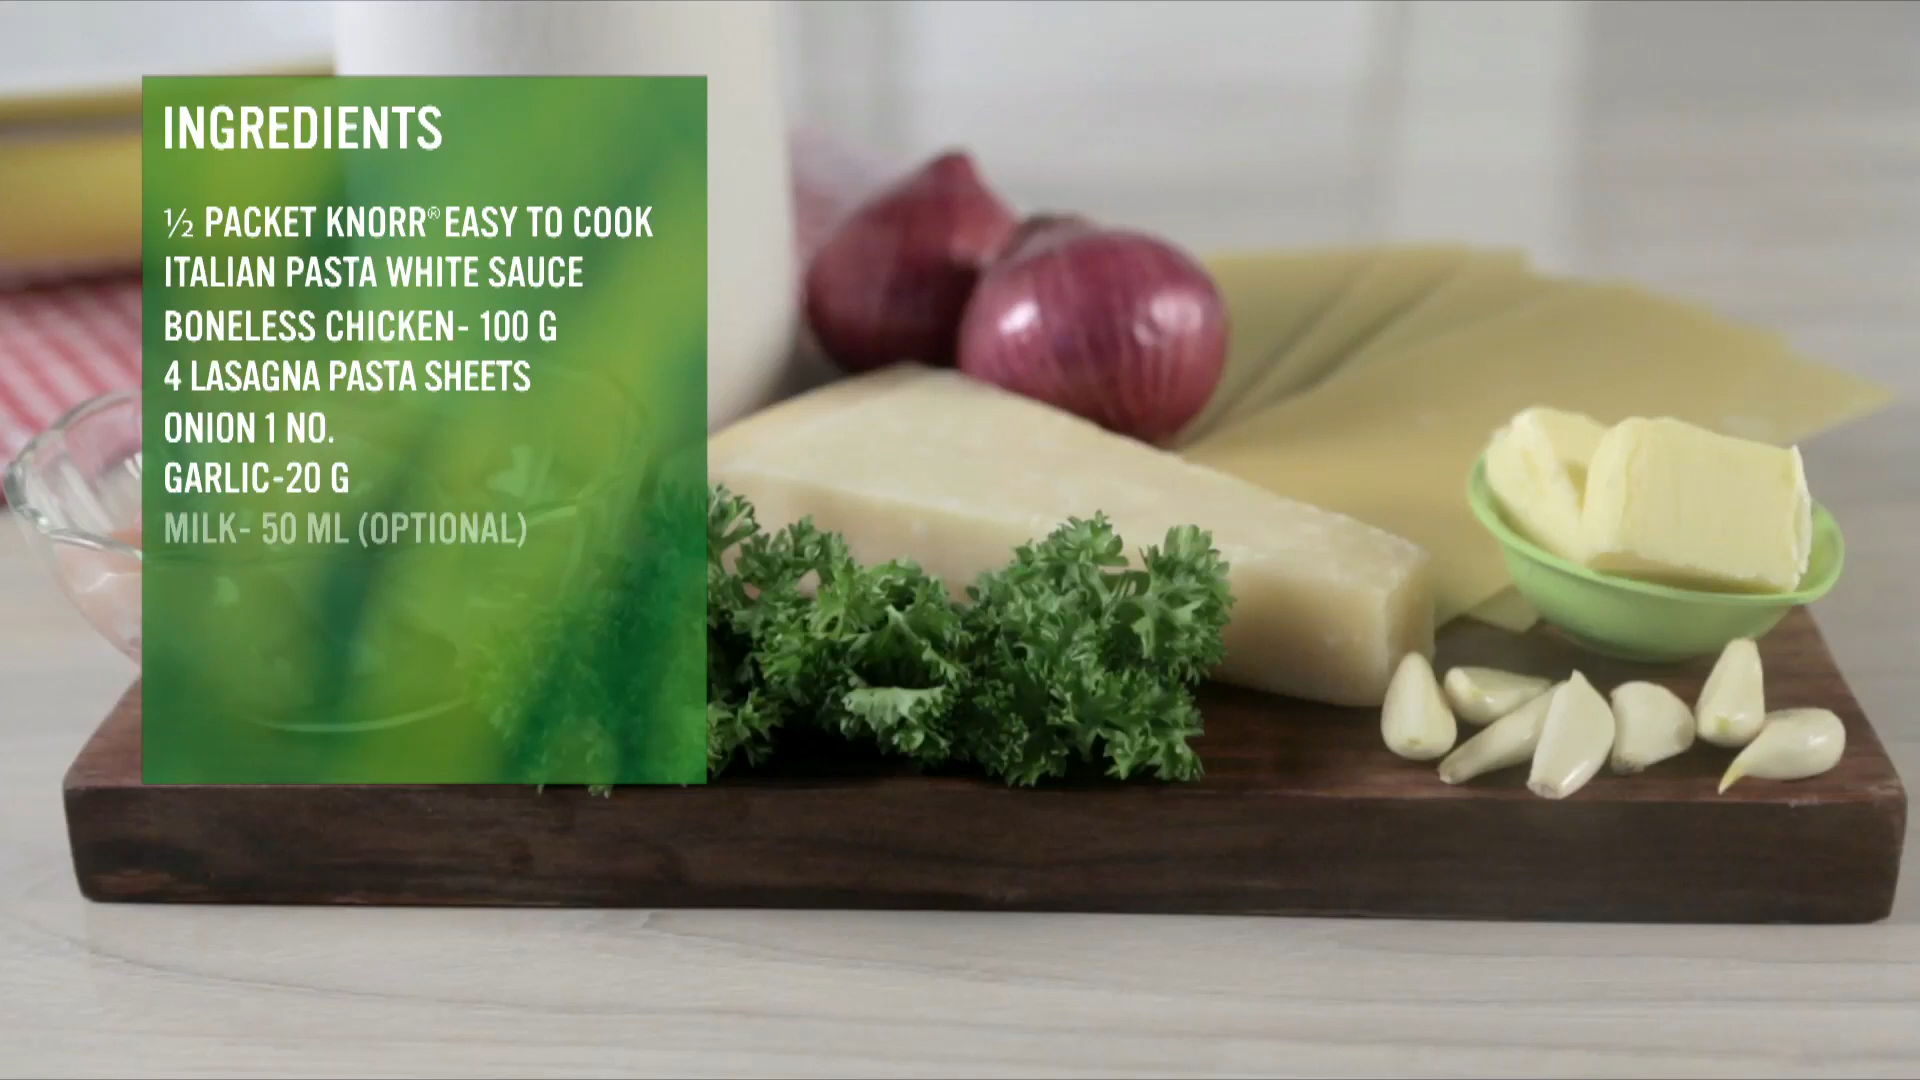 INGREDIENTS
½ PACKET KNORR® EASY TO COOK
ITALIAN PASTA WHITE SAUCE
BONELESS CHICKEN- 100 G
4 LASAGNA PASTA SHEETS
ONION 1 NO.
GARLIC-20 G
MILK- 50 ML (OPTIONAL)